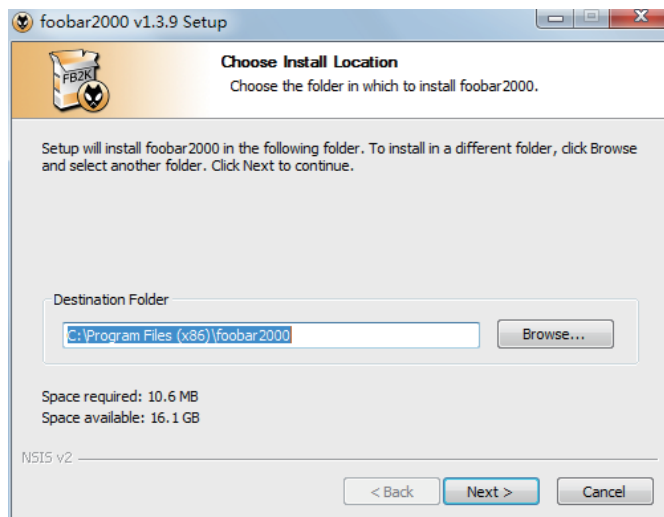 foobar2000 v1.3.9 Setup
FB2K
Choose Install Location
Choose the folder in which to install foobar2000.
Setup will install foobar2000 in the following folder. To install in a different folder, click Browse
and select another folder. Click Next to continue.
Destination Folder
C:\Program Files (x86)\foobar2000
Browse...
Space required: 10.6 MB
Space available: 16.1 GB
NSIS v2
< Back
Next >
Cancel